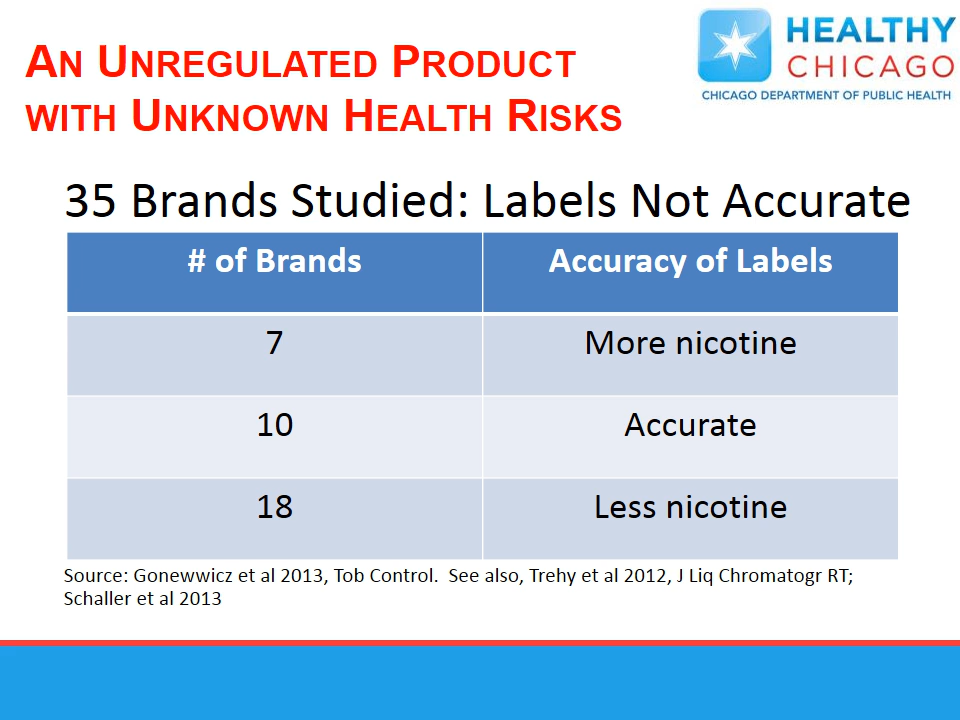 An Unregulated Product
with Unknown Health Risks
HEALTHY
CHICAGO
CHICAGO DEPARTMENT OF PUBLIC HEALTH
35 Brands Studied: Labels Not Accurate
# of Brands Accuracy of Labels
7 More nicotine
10 Accurate
18 Less nicotine
Source: Gonewwicz et al 2013, Tob Control. See also, Trehy et al 2012, J Liq Chromatogr RT;
Schaller et al 2013